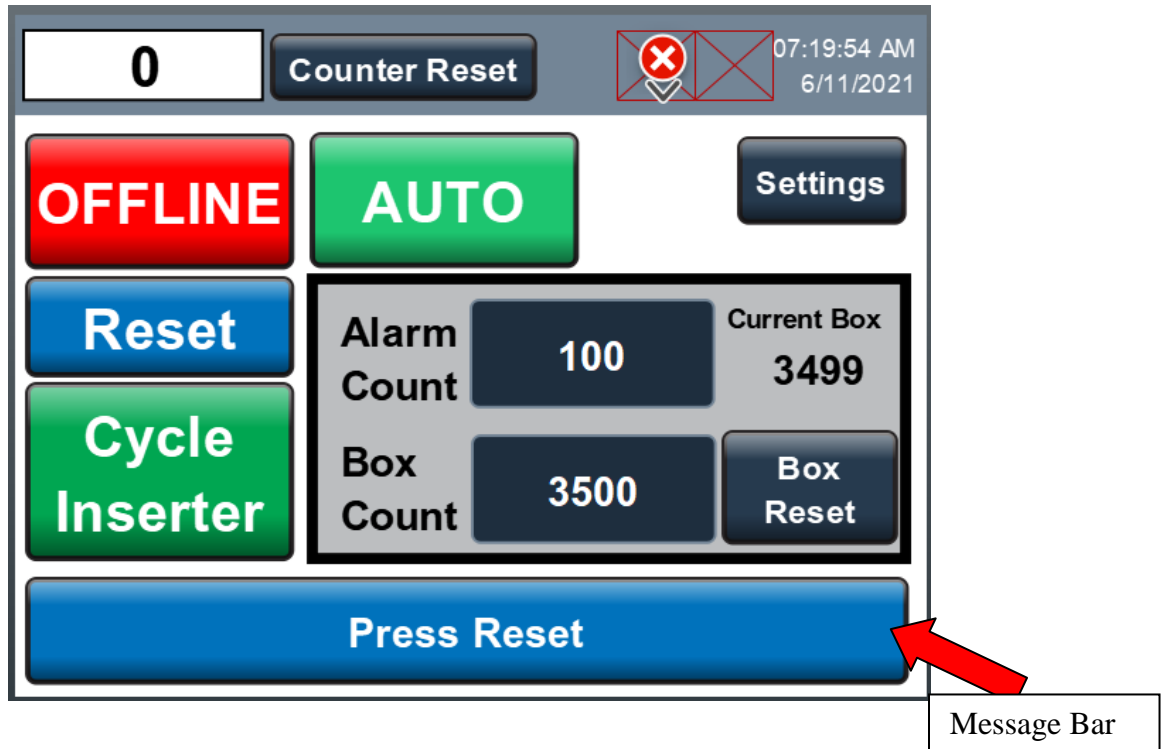 0
Counter Reset
07:19:54 AM
6/11/2021
OFFLINE
AUTO
Settings
Reset
Alarm
Count
100
Current Box
3499
Cycle
Inserter
Box
Count
3500
Box
Reset
Press Reset
Message Bar